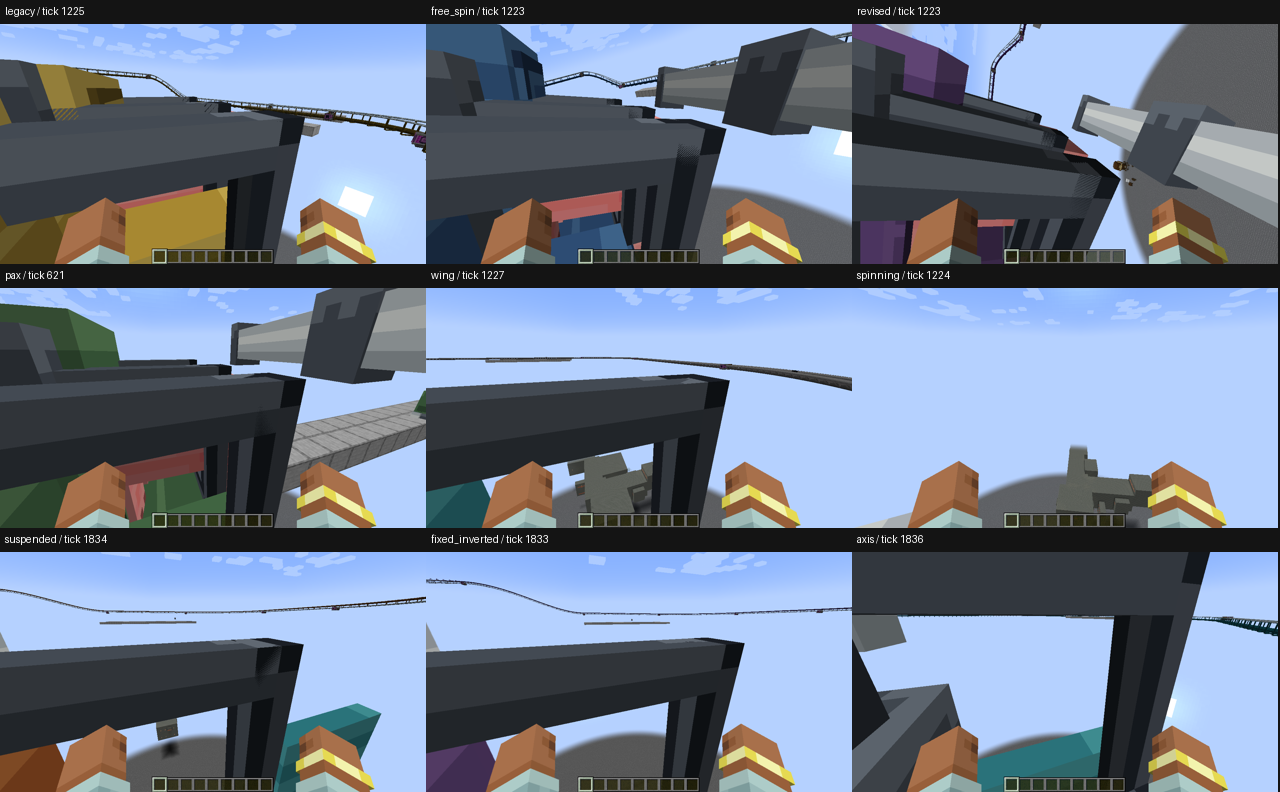 legacy / tick 1225
free_spin / tick 1223
revised / tick 1223
pax / tick 621
wing / tick 1227
spinning / tick 1224
suspended / tick 1834
fixed_inverted / tick 1833
axis / tick 1836